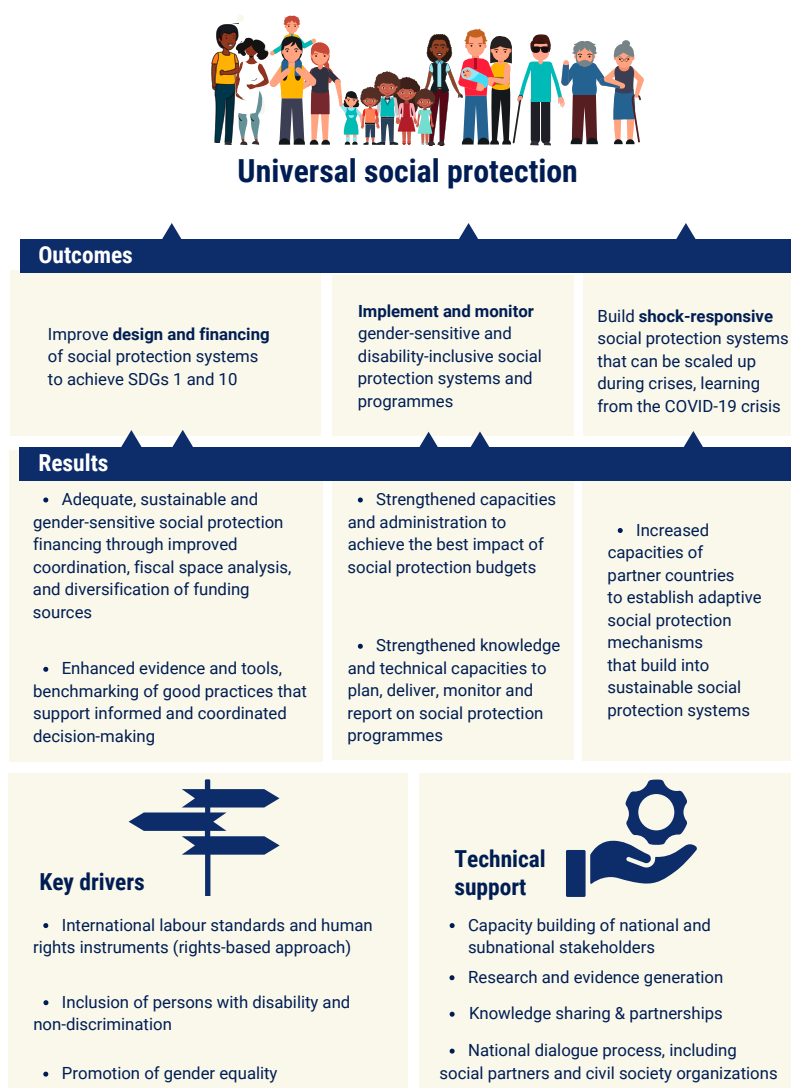 Universal social protection
Outcomes
Improve design and financing
of social protection systems
to achieve SDGs 1 and 10
Implement and monitor
gender-sensitive and
disability-inclusive social
protection systems and
programmes
Build shock-responsive
social protection systems
that can be scaled up
during crises, learning
from the COVID-19 crisis
Results
• Adequate, sustainable and
gender-sensitive social protection
financing through improved
coordination, fiscal space analysis,
and diversification of funding
sources
• Enhanced evidence and tools,
benchmarking of good practices that
support informed and coordinated
decision-making
• Strengthened capacities
and administration to
achieve the best impact of
social protection budgets
• Strengthened knowledge
and technical capacities to
plan, deliver, monitor and
report on social protection
programmes
• Increased
capacities of
partner countries
to establish adaptive
social protection
mechanisms
that build into
sustainable social
protection systems
Key drivers
• International labour standards and human
rights instruments (rights-based approach)
• Inclusion of persons with disability and
non-discrimination
• Promotion of gender equality
Technical
support
• Capacity building of national and
subnational stakeholders
• Research and evidence generation
• Knowledge sharing & partnerships
• National dialogue process, including
social partners and civil society organizations